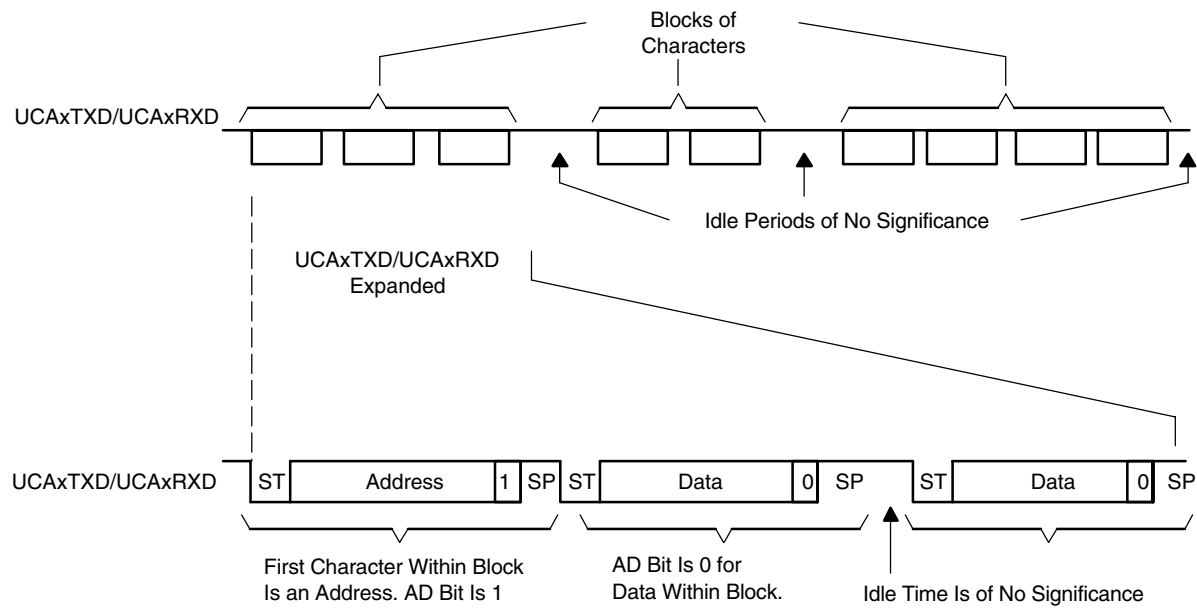 Blocks of
Characters
UCAxTXD/UCAxRXD
Idle Periods of No Significance
UCAxTXD/UCAxRXD
Expanded
UCAxTXD/UCAxRXD
ST Address 1 SP ST Data 0 SP ST Data 0 SP
First Character Within Block
Is an Address. AD Bit Is 1
AD Bit Is 0 for
Data Within Block.
Idle Time Is of No Significance